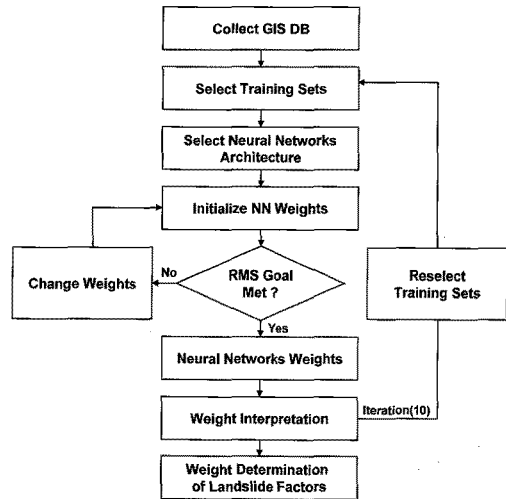 Collect GIS DB
Select Training Sets
Select Neural Networks
Architecture
Initialize NN Weights
Change Weights
No
RMS Goal
Met ?
Reselect
Training Sets
Yes
Neural Networks Weights
Weight Interpretation
Iteration(10)
Weight Determination
of Landslide Factors